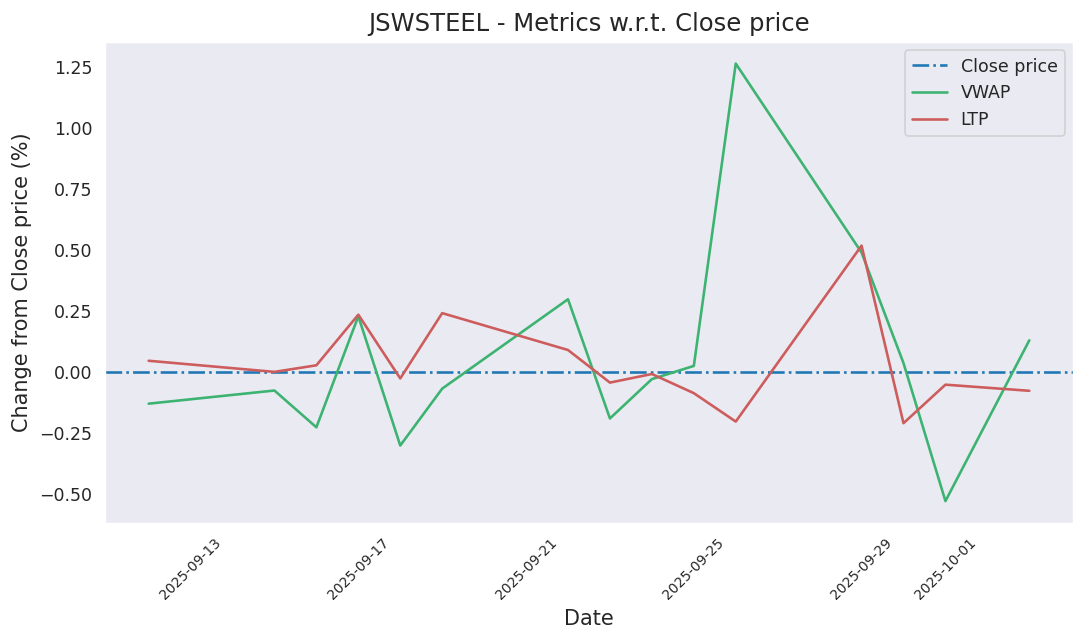 JSWSTEEL - Metrics w.r.t. Close price
Change from Close price (%)
1.25
1.00
0.75
0.50
0.25
0.00
−0.25
−0.50
Close price
VWAP
LTP
2025-09-13
2025-09-17
2025-09-21
2025-09-25
2025-09-29
2025-10-01
Date